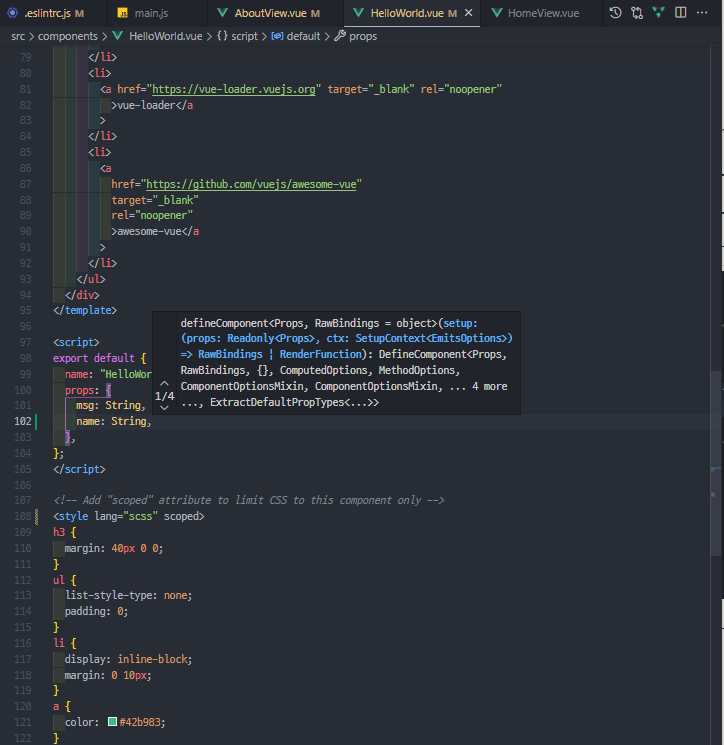 .eslintrc.js M
main.js
AboutView.vue M
HelloWorld.vue M
HomeView.vue
src > components > HelloWorld.vue > {} script > default > props
79 </li>
80 <li>
81 <a href="https://vue-loader.vuejs.org" target="_blank" rel="noopener"
82 >vue-loader</a
83 >
84 </li>
85 <li>
86 <a
87 href="https://github.com/vuejs/awesome-vue"
88 target="_blank"
89 rel="noopener"
90 >awesome-vue</a
91 >
92 </li>
93 </ul>
94 </div>
95 </template>
96
97 <script>
98 export default {
99 name: "HelloWor
100 props: {
101 msg: String,
102 name: String,
103 },
104 };
105 </script>
106
107 <!-- Add "scoped" attribute to limit CSS to this component only -->
108 <style lang="scss" scoped>
109 h3 {
110 margin: 40px 0 0;
111 }
112 ul {
113 list-style-type: none;
114 padding: 0;
115 }
116 li {
117 display: inline-block;
118 margin: 0 10px;
119 }
120 a {
121 color: #42b983;
122 }
1/4
defineComponent<Props, RawBindings = object>(setup:
(props: Readonly<Props>, ctx: SetupContext<EmitsOptions>)
=> RawBindings | RenderFunction): DefineComponent<Props,
RawBindings, {}, ComputedOptions, MethodOptions,
ComponentOptionsMixin, ComponentOptionsMixin, ... 4 more
..., ExtractDefaultPropTypes<...>>